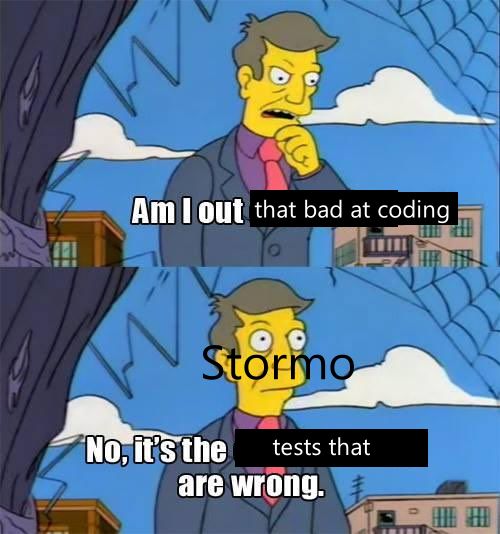 Am I out that bad at coding
Stormo
No, it's the tests that
are wrong.